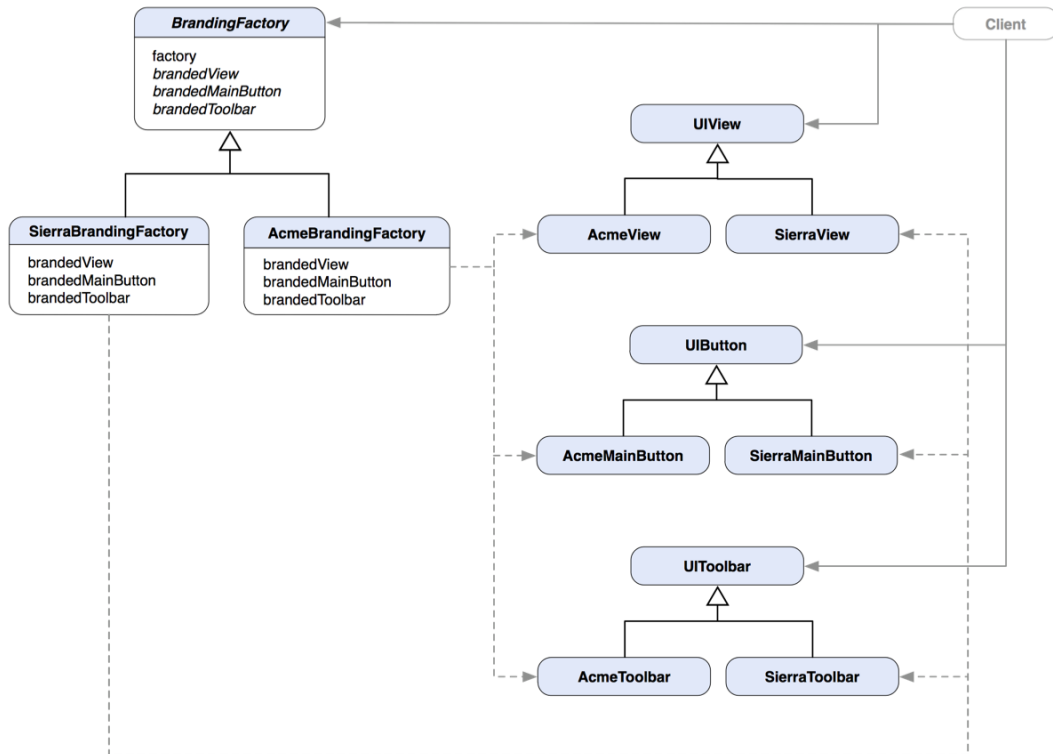 BrandingFactory
Client
factory
brandedView
brandedMainButton
brandedToolbar
UIView
SierraBrandingFactory
AcmeBrandingFactory
AcmeView
SierraView
brandedView
brandedMainButton
brandedToolbar
brandedView
brandedMainButton
brandedToolbar
UIButton
AcmeMainButton
SierraMainButton
UIToolbar
AcmeToolbar
SierraToolbar